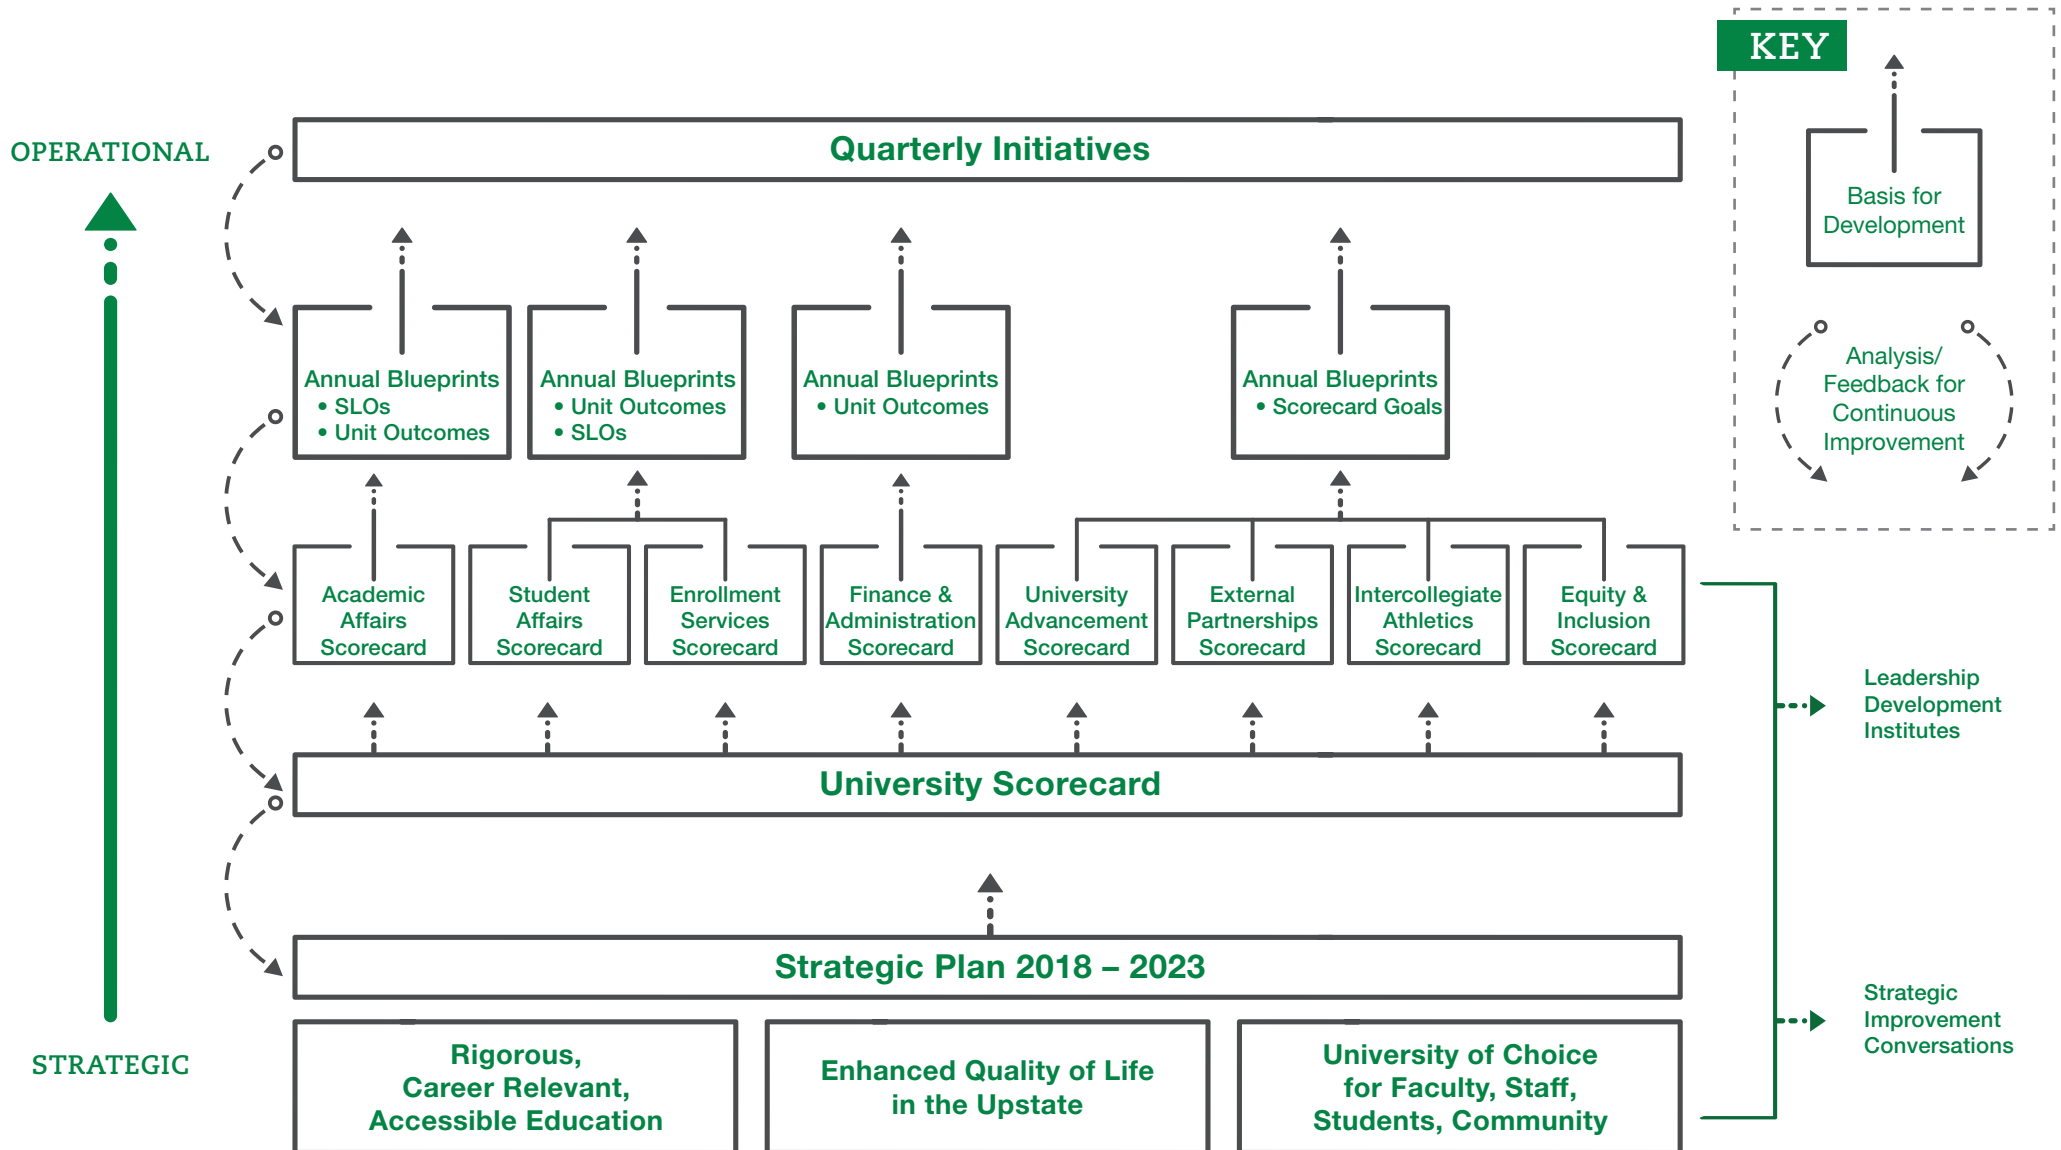 KEY
Basis for
Development
Analysis/
Feedback for
Continuous
Improvement
OPERATIONAL
Quarterly Initiatives
Annual Blueprints
• SLOs
• Unit Outcomes
Annual Blueprints
• Unit Outcomes
• SLOs
Annual Blueprints
• Unit Outcomes
Annual Blueprints
• Scorecard Goals
Academic
Affairs
Scorecard
Student
Affairs
Scorecard
Enrollment
Services
Scorecard
Finance &
Administration
Scorecard
University
Advancement
Scorecard
External
Partnerships
Scorecard
Intercollegiate
Athletics
Scorecard
Equity &
Inclusion
Scorecard
Leadership
Development
Institutes
University Scorecard
Strategic Plan 2018 – 2023
Strategic
Improvement
Conversations
STRATEGIC
Rigorous,
Career Relevant,
Accessible Education
Enhanced Quality of Life
in the Upstate
University of Choice
for Faculty, Staff,
Students, Community